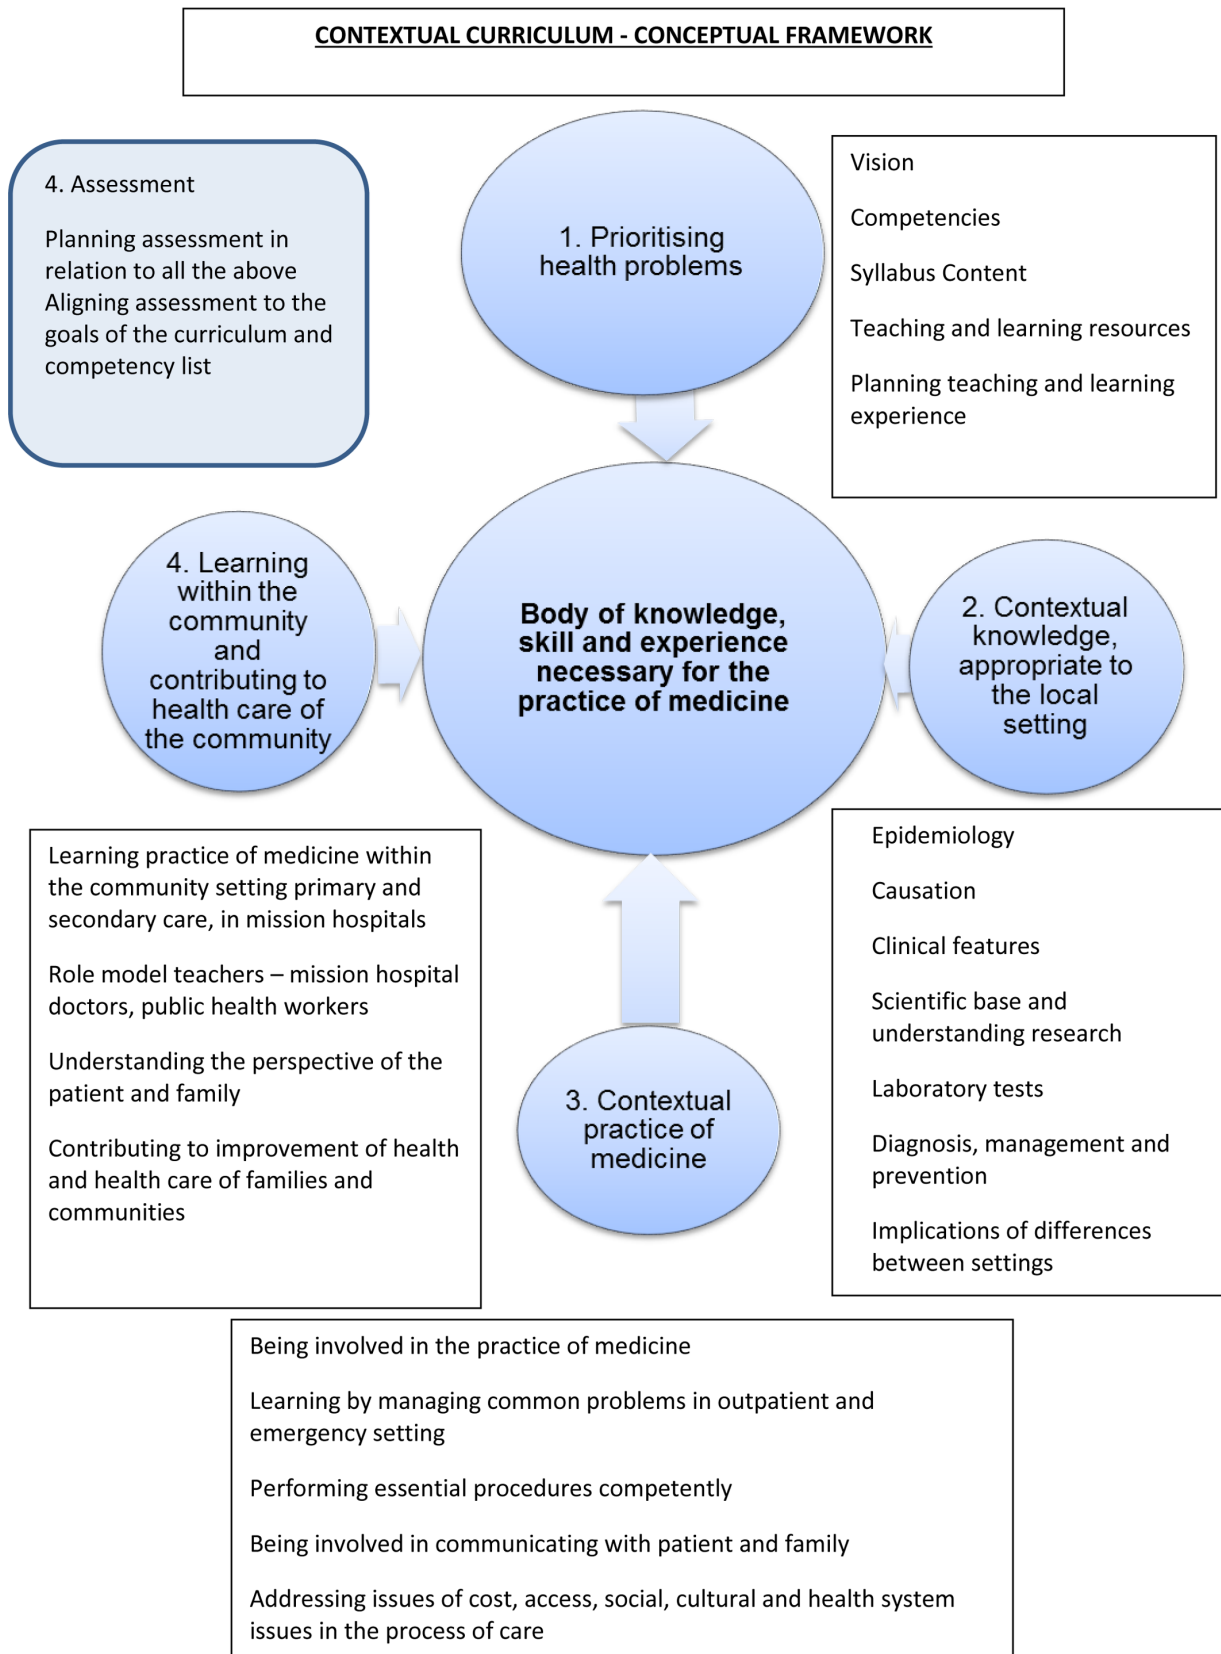 CONTEXTUAL CURRICULUM - CONCEPTUAL FRAMEWORK
4. Assessment
Planning assessment in
relation to all the above
Aligning assessment to the
goals of the curriculum and
competency list
1. Prioritising
health problems
Vision
Competencies
Syllabus Content
Teaching and learning resources
Planning teaching and learning
experience
4. Learning
within the
community
and
contributing to
health care of
the community
Body of knowledge,
skill and experience
necessary for the
practice of medicine
2. Contextual
knowledge,
appropriate to
the local
setting
Learning practice of medicine within
the community setting primary and
secondary care, in mission hospitals
Role model teachers – mission hospital
doctors, public health workers
Understanding the perspective of the
patient and family
Contributing to improvement of health
and health care of families and
communities
3. Contextual
practice of
medicine
Epidemiology
Causation
Clinical features
Scientific base and
understanding research
Laboratory tests
Diagnosis, management and
prevention
Implications of differences
between settings
Being involved in the practice of medicine
Learning by managing common problems in outpatient and
emergency setting
Performing essential procedures competently
Being involved in communicating with patient and family
Addressing issues of cost, access, social, cultural and health system
issues in the process of care